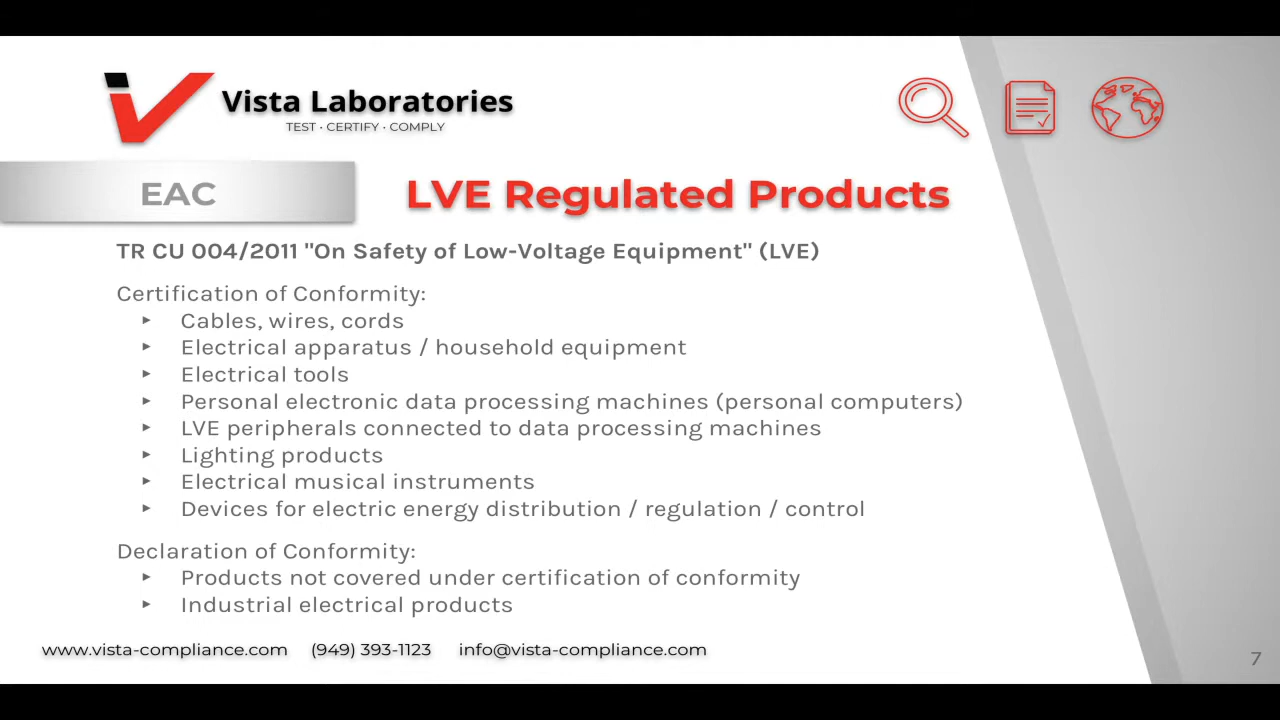 Vista Laboratories
TEST · CERTIFY · COMPLY
EAC
LVE Regulated Products
TR CU 004/2011 "On Safety of Low-Voltage Equipment" (LVE)
Certification of Conformity:
‣ Cables, wires, cords
‣ Electrical apparatus / household equipment
‣ Electrical tools
‣ Personal electronic data processing machines (personal computers)
‣ LVE peripherals connected to data processing machines
‣ Lighting products
‣ Electrical musical instruments
‣ Devices for electric energy distribution / regulation / control
Declaration of Conformity:
‣ Products not covered under certification of conformity
‣ Industrial electrical products
www.vista-compliance.com (949) 393-1123 info@vista-compliance.com
7